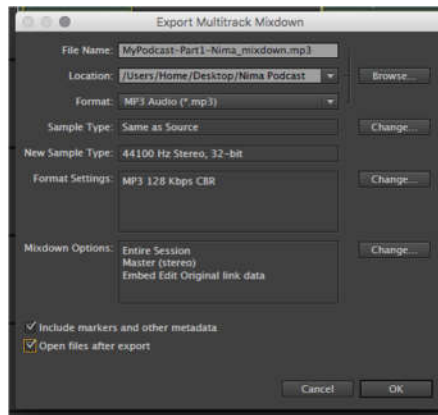 Export Multitrack Mixdown
File Name: MyPodcast-Part1-Nima_mixdown.mp3
Location: /Users/Home/Desktop/Nima Podcast Browse...
Format: MP3 Audio (*.mp3)
Sample Type: Same as Source Change...
New Sample Type: 44100 Hz Stereo, 32-bit
Format Settings: MP3 128 Kbps CBR Change...
Mixdown Options: Entire Session Change...
Master (stereo)
Embed Edit Original link data
Include markers and other metadata
Open files after export
Cancel OK